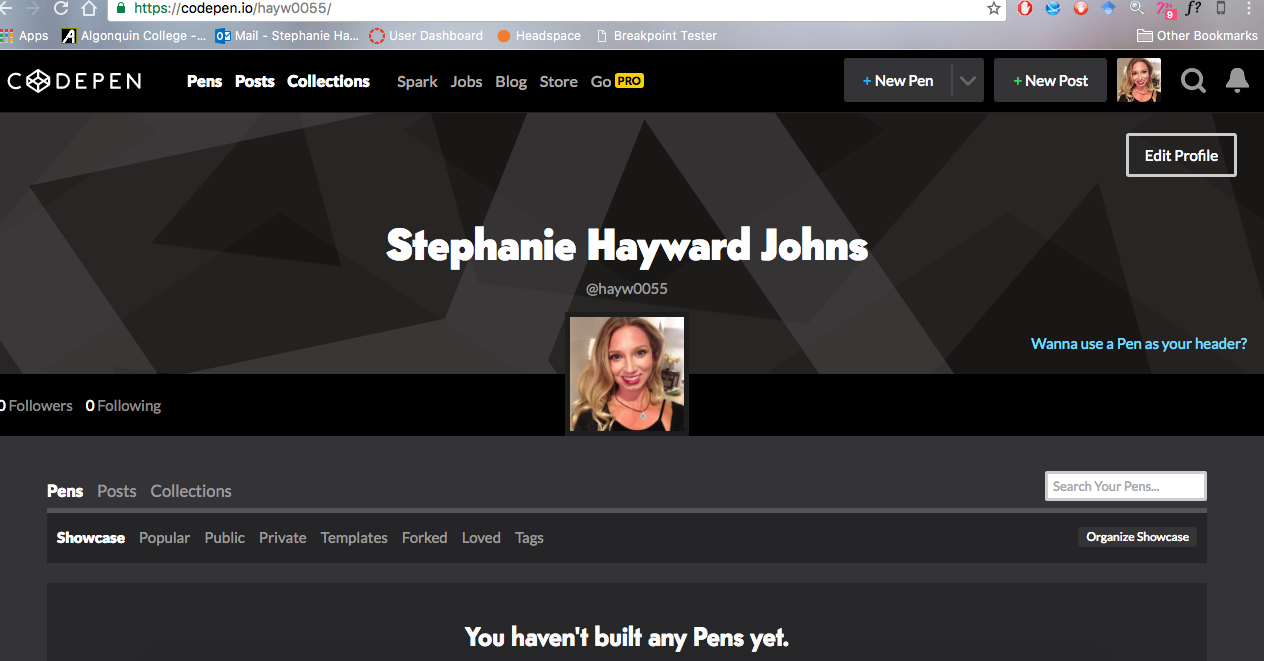 https://codepen.io/hayw0055/
9
f?
Apps Algonquin College -... Mail - Stephanie Ha... User Dashboard Headspace Breakpoint Tester Other Bookmarks
CODEPEN Pens Posts Collections Spark Jobs Blog Store Go PRO + New Pen + New Post
Edit Profile
Stephanie Hayward Johns
@hayw0055
Wanna use a Pen as your header?
0 Followers 0 Following
Pens Posts Collections Search Your Pens...
Showcase Popular Public Private Templates Forked Loved Tags Organize Showcase
You haven't built any Pens yet.